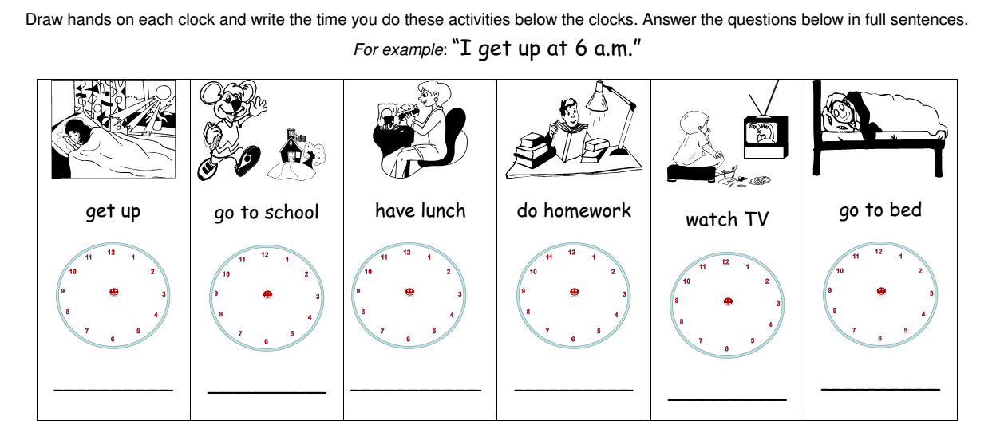 Draw hands on each clock and write the time you do these activities below the clocks. Answer the questions below in full sentences.
For example: “I get up at 6 a.m.”
get up
go to school
have lunch
do homework
watch TV
go to bed
12 1 2 3 4 5 6 7 8 9 10 11
12 1 2 3 4 5 6 7 8 9 10 11
12 1 2 3 4 5 6 7 8 9 10 11
12 1 2 3 4 5 6 7 8 9 10 11
12 1 2 3 4 5 6 7 8 9 10 11
12 1 2 3 4 5 6 7 8 9 10 11